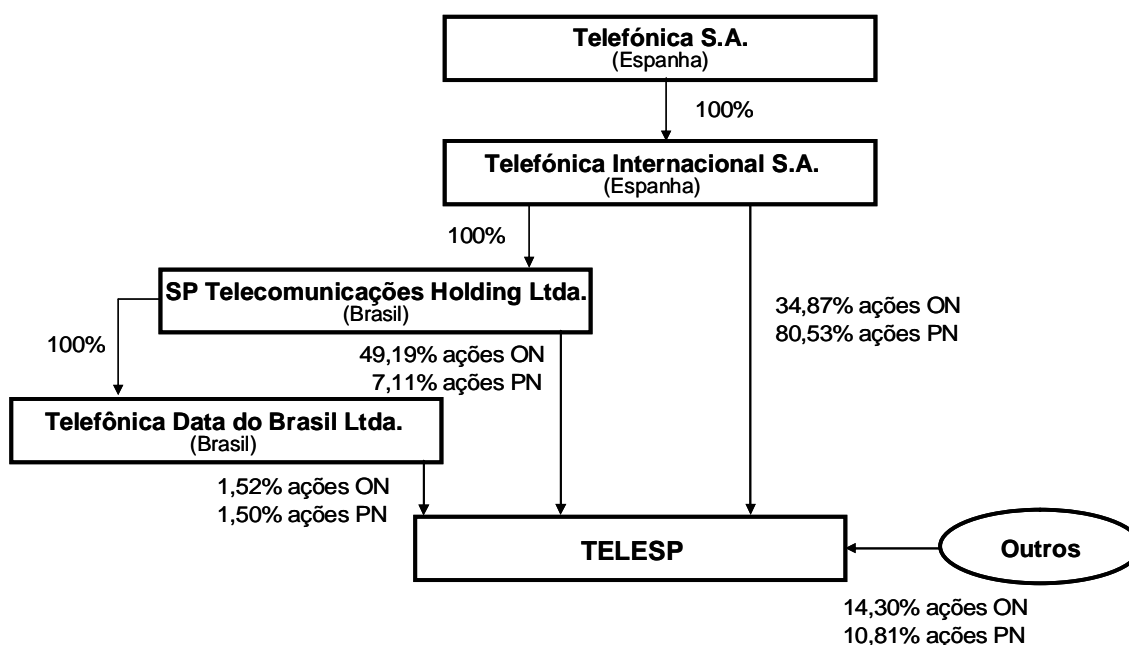 Telefónica S.A.
(Espanha)
100%
Telefónica Internacional S.A.
(Espanha)
100%
SP Telecomunicações Holding Ltda.
(Brasil)
34,87% ações ON
80,53% ações PN
100%
49,19% ações ON
7,11% ações PN
Telefônica Data do Brasil Ltda.
(Brasil)
1,52% ações ON
1,50% ações PN
TELESP
Outros
14,30% ações ON
10,81% ações PN